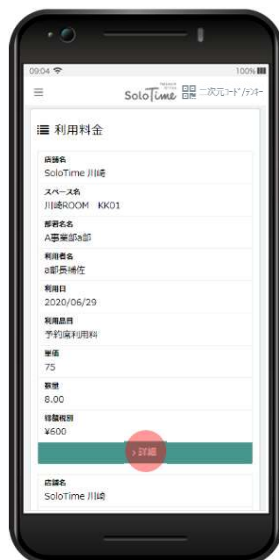 09:04
100%
SoloTime
二次元コード/テンキー
利用料金
店舗名
SoloTime 川崎
スペース名
川崎ROOM KK01
部署名名
A事業部a部
利用者名
a部長補佐
利用日
2020/06/29
利用品目
予約席利用料
単価
75
数量
8.00
¥600
詳細
店舗名
SoloTime 川崎